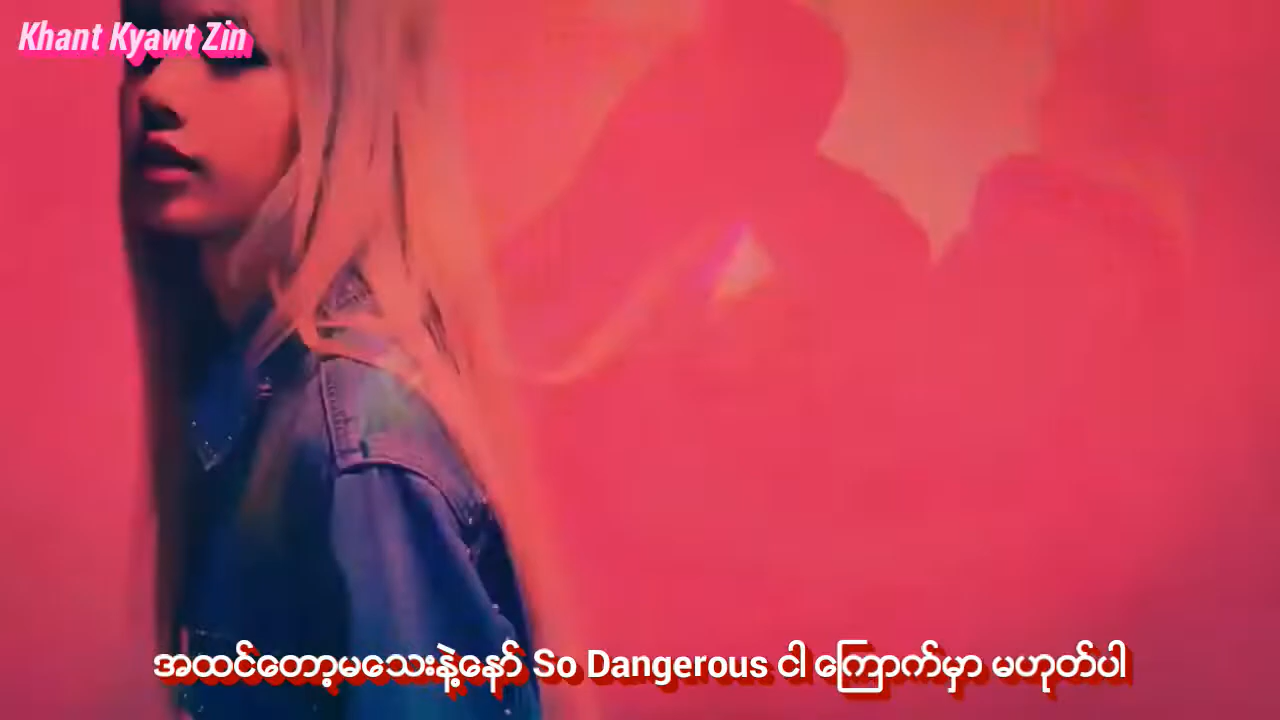 Khant Kyawt Zin
အထင်တော့မသေးနဲ့နော် So Dangerous ငါ ကြောက်မှာ မဟုတ်ပါ